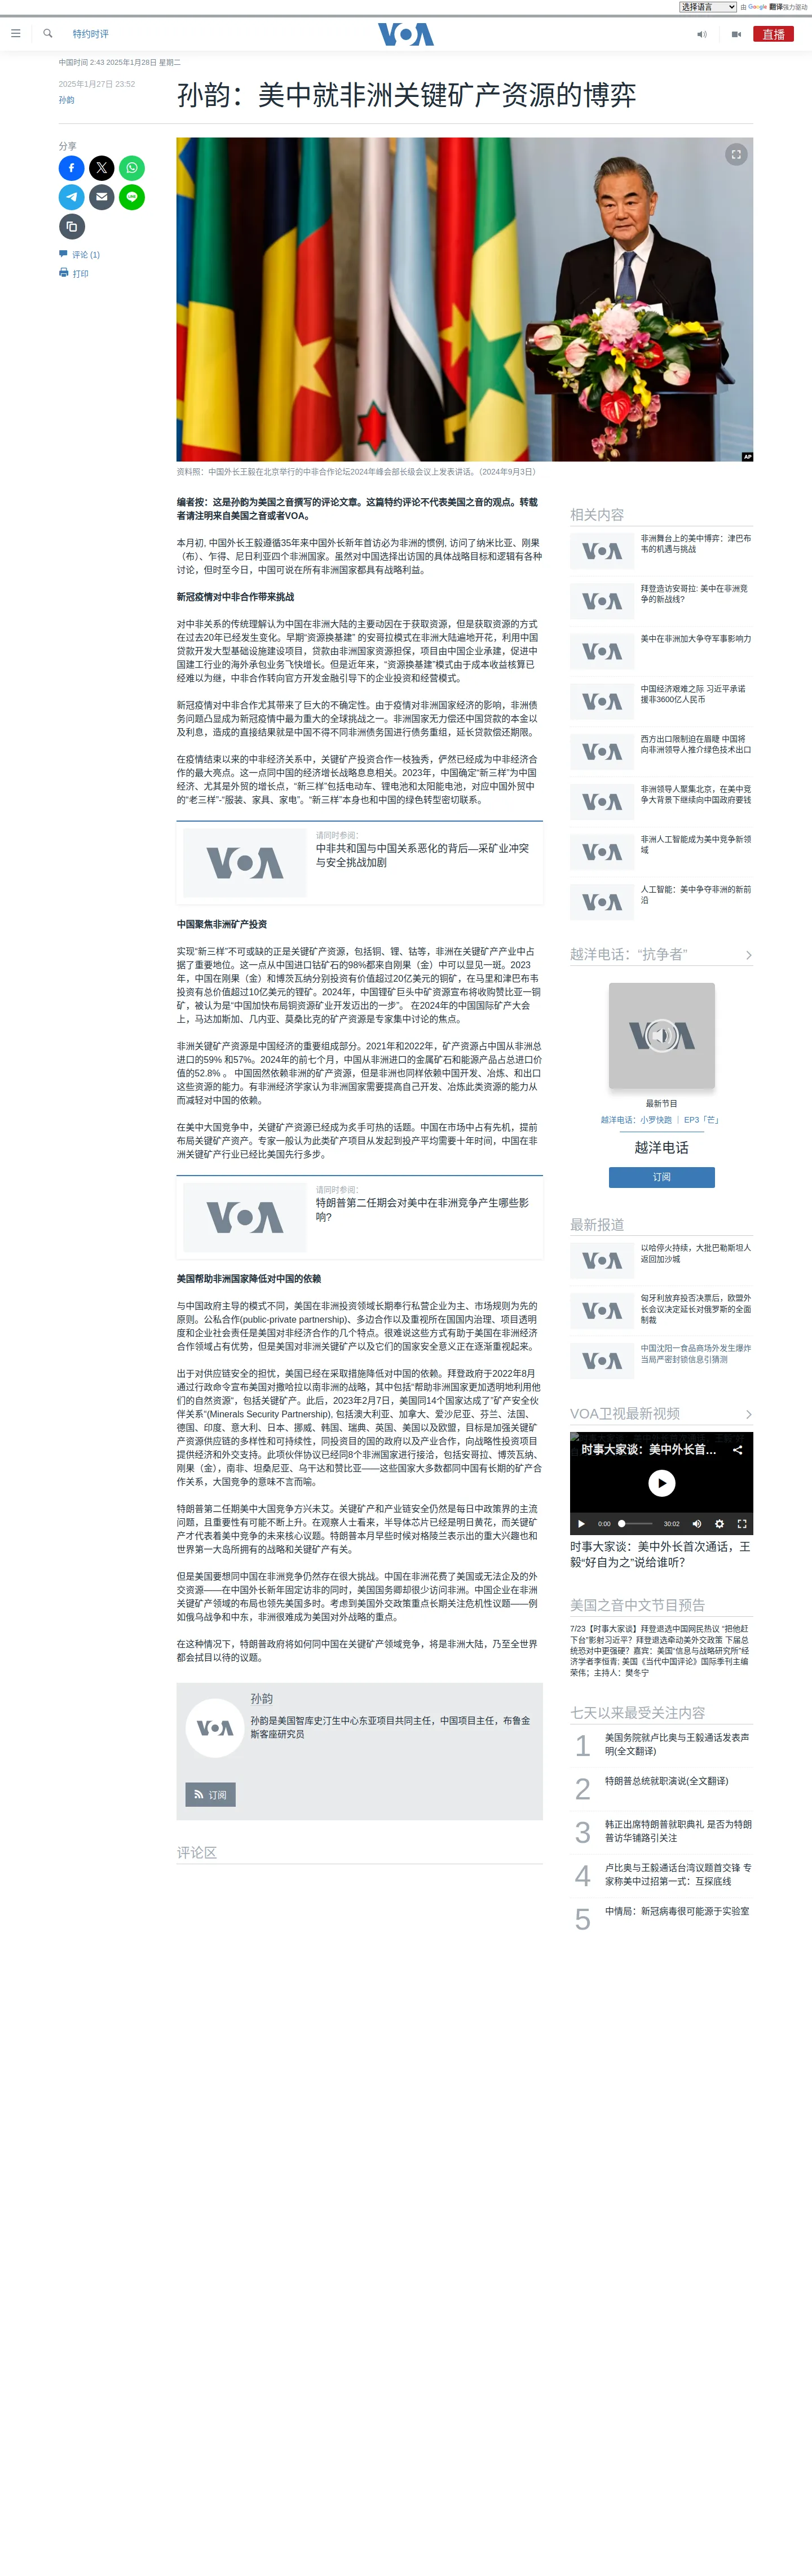 选择语言
由 Google 翻译强力驱动
特约时评
VOA
直播
中国时间 2:43 2025年1月28日 星期二
2025年1月27日 23:52
孙韵
孙韵：美中就非洲关键矿产资源的博弈
分享
评论 (1)
打印
AP
资料照：中国外长王毅在北京举行的中非合作论坛2024年峰会部长级会议上发表讲话。（2024年9月3日）
编者按：这是孙韵为美国之音撰写的评论文章。这篇特约评论不代表美国之音的观点。转载
者请注明来自美国之音或者VOA。
本月初, 中国外长王毅遵循35年来中国外长新年首访必为非洲的惯例, 访问了纳米比亚、刚果
（布）、乍得、尼日利亚四个非洲国家。虽然对中国选择出访国的具体战略目标和逻辑有各种
讨论，但时至今日，中国可说在所有非洲国家都具有战略利益。
新冠疫情对中非合作带来挑战
对中非关系的传统理解认为中国在非洲大陆的主要动因在于获取资源，但是获取资源的方式
在过去20年已经发生变化。早期“资源换基建” 的安哥拉模式在非洲大陆遍地开花，利用中国
贷款开发大型基础设施建设项目，贷款由非洲国家资源担保，项目由中国企业承建，促进中
国建工行业的海外承包业务飞快增长。但是近年来，“资源换基建”模式由于成本收益核算已
经难以为继，中非合作转向官方开发金融引导下的企业投资和经营模式。
新冠疫情对中非合作尤其带来了巨大的不确定性。由于疫情对非洲国家经济的影响，非洲债
务问题凸显成为新冠疫情中最为重大的全球挑战之一。非洲国家无力偿还中国贷款的本金以
及利息，造成的直接结果就是中国不得不同非洲债务国进行债务重组，延长贷款偿还期限。
在疫情结束以来的中非经济关系中，关键矿产投资合作一枝独秀，俨然已经成为中非经济合
作的最大亮点。这一点同中国的经济增长战略息息相关。2023年，中国确定“新三样”为中国
经济、尤其是外贸的增长点，“新三样”包括电动车、锂电池和太阳能电池，对应中国外贸中
的“老三样”-“服装、家具、家电”。“新三样”本身也和中国的绿色转型密切联系。
VOA
请同时参阅:
中非共和国与中国关系恶化的背后—采矿业冲突
与安全挑战加剧
中国聚焦非洲矿产投资
实现“新三样”不可或缺的正是关键矿产资源，包括铜、锂、钴等，非洲在关键矿产产业中占
据了重要地位。这一点从中国进口钴矿石的98%都来自刚果（金）中可以显见一斑。2023
年，中国在刚果（金）和博茨瓦纳分别投资有价值超过20亿美元的铜矿，在马里和津巴布韦
投资有总价值超过10亿美元的锂矿。2024年，中国锂矿巨头中矿资源宣布将收购赞比亚一铜
矿，被认为是“中国加快布局铜资源矿业开发迈出的一步”。 在2024年的中国国际矿产大会
上，马达加斯加、几内亚、莫桑比克的矿产资源是专家集中讨论的焦点。
非洲关键矿产资源是中国经济的重要组成部分。2021年和2022年，矿产资源占中国从非洲总
进口的59% 和57%。2024年的前七个月，中国从非洲进口的金属矿石和能源产品占总进口价
值的52.8% 。 中国固然依赖非洲的矿产资源，但是非洲也同样依赖中国开发、冶炼、和出口
这些资源的能力。有非洲经济学家认为非洲国家需要提高自己开发、冶炼此类资源的能力从
而减轻对中国的依赖。
在美中大国竞争中，关键矿产资源已经成为炙手可热的话题。中国在市场中占有先机，提前
布局关键矿产资产。专家一般认为此类矿产项目从发起到投产平均需要十年时间，中国在非
洲关键矿产行业已经比美国先行多步。
VOA
请同时参阅:
特朗普第二任期会对美中在非洲竞争产生哪些影
响?
美国帮助非洲国家降低对中国的依赖
与中国政府主导的模式不同，美国在非洲投资领域长期奉行私营企业为主、市场规则为先的
原则。公私合作(public-private partnership)、多边合作以及重视所在国国内治理、项目透明
度和企业社会责任是美国对非经济合作的几个特点。很难说这些方式有助于美国在非洲经济
合作领域占有优势，但是美国对非洲关键矿产以及它们的国家安全意义正在逐渐重视起来。
出于对供应链安全的担忧，美国已经在采取措施降低对中国的依赖。拜登政府于2022年8月
通过行政命令宣布美国对撒哈拉以南非洲的战略，其中包括“帮助非洲国家更加透明地利用他
们的自然资源”，包括关键矿产。此后，2023年2月7日，美国同14个国家达成了”矿产安全伙
伴关系”(Minerals Security Partnership), 包括澳大利亚、加拿大、爱沙尼亚、芬兰、法国、
德国、印度、意大利、日本、挪威、韩国、瑞典、英国、美国以及欧盟，目标是加强关键矿
产资源供应链的多样性和可持续性，同投资目的国的政府以及产业合作，向战略性投资项目
提供经济和外交支持。此项伙伴协议已经同8个非洲国家进行接洽，包括安哥拉、博茨瓦纳、
刚果（金），南非、坦桑尼亚、乌干达和赞比亚——这些国家大多数都同中国有长期的矿产合
作关系，大国竞争的意味不言而喻。
特朗普第二任期美中大国竞争方兴未艾。关键矿产和产业链安全仍然是每日中政策界的主流
问题，且重要性有可能不断上升。在观察人士看来，半导体芯片已经是明日黄花，而关键矿
产才代表着美中竞争的未来核心议题。特朗普本月早些时候对格陵兰表示出的重大兴趣也和
世界第一大岛所拥有的战略和关键矿产有关。
但是美国要想同中国在非洲竞争仍然存在很大挑战。中国在非洲花费了美国或无法企及的外
交资源——在中国外长新年固定访非的同时，美国国务卿却很少访问非洲。中国企业在非洲
关键矿产领域的布局也领先美国多时。考虑到美国外交政策重点长期关注危机性议题——例
如俄乌战争和中东，非洲很难成为美国对外战略的重点。
在这种情况下，特朗普政府将如何同中国在关键矿产领域竞争，将是非洲大陆，乃至全世界
都会拭目以待的议题。
VOA
孙韵
孙韵是美国智库史汀生中心东亚项目共同主任，中国项目主任，布鲁金
斯客座研究员
订阅
评论区
相关内容
VOA
非洲舞台上的美中博弈：津巴布
韦的机遇与挑战
VOA
拜登造访安哥拉: 美中在非洲竞
争的新战线?
VOA
美中在非洲加大争夺军事影响力
VOA
中国经济艰难之际 习近平承诺
援非3600亿人民币
VOA
西方出口限制迫在眉睫 中国将
向非洲领导人推介绿色技术出口
VOA
非洲领导人聚集北京，在美中竞
争大背景下继续向中国政府要钱
VOA
非洲人工智能成为美中竞争新领
域
VOA
人工智能：美中争夺非洲的新前
沿
越洋电话：“抗争者”
VOA
最新节目
越洋电话：小罗快跑 ｜ EP3「芒」
越洋电话
订阅
最新报道
VOA
以哈停火持续，大批巴勒斯坦人
返回加沙城
VOA
匈牙利放弃投否决票后，欧盟外
长会议决定延长对俄罗斯的全面
制裁
VOA
中国沈阳一食品商场外发生爆炸
当局严密封锁信息引猜测
VOA卫视最新视频
时事大家谈：美中外长首...
0:00
30:02
时事大家谈：美中外长首次通话，王
毅“好自为之”说给谁听？
美国之音中文节目预告
7/23【时事大家谈】拜登退选中国网民热议 “把他赶
下台”影射习近平？拜登退选牵动美外交政策 下届总
统恐对中更强硬？嘉宾：美国“信息与战略研究所”经
济学者李恒青; 美国《当代中国评论》国际季刊主编
荣伟；主持人：樊冬宁
七天以来最受关注内容
1
美国务院就卢比奥与王毅通话发表声
明(全文翻译)
2
特朗普总统就职演说(全文翻译)
3
韩正出席特朗普就职典礼 是否为特朗
普访华铺路引关注
4
卢比奥与王毅通话台湾议题首交锋 专
家称美中过招第一式：互探底线
5
中情局：新冠病毒很可能源于实验室